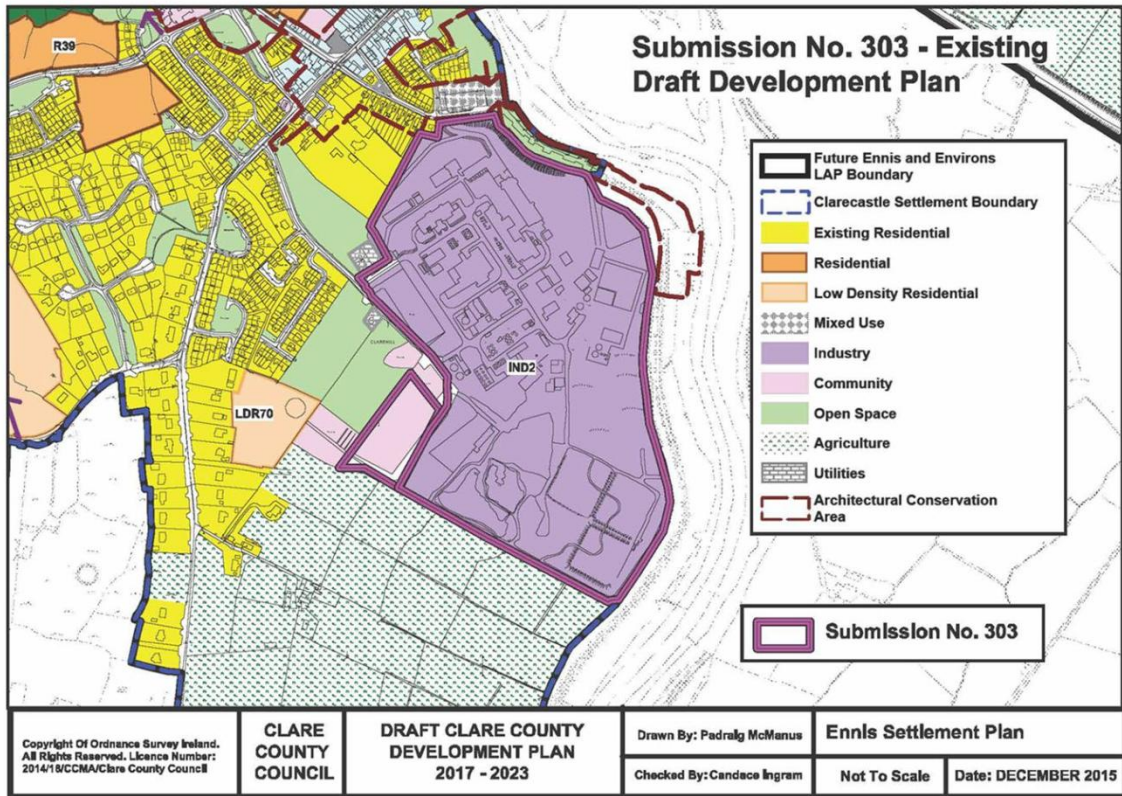 Submission No. 303 - Existing
Draft Development Plan
R39
Future Ennis and Environs
LAP Boundary
Clarecastle Settlement Boundary
Existing Residential
Residential
Low Density Residential
Mixed Use
Industry
Community
Open Space
Agriculture
Utilities
Architectural Conservation
Area
CLAREHILL
IND2
LDR70
Submission No. 303
Copyright Of Ordnance Survey Ireland.
All Rights Reserved. Licence Number:
2014/18/CCMA/Clare County Council
CLARE
COUNTY
COUNCIL
DRAFT CLARE COUNTY
DEVELOPMENT PLAN
2017 - 2023
Drawn By: Padraig McManus
Checked By: Candace Ingram
Ennis Settlement Plan
Not To Scale
Date: DECEMBER 2015